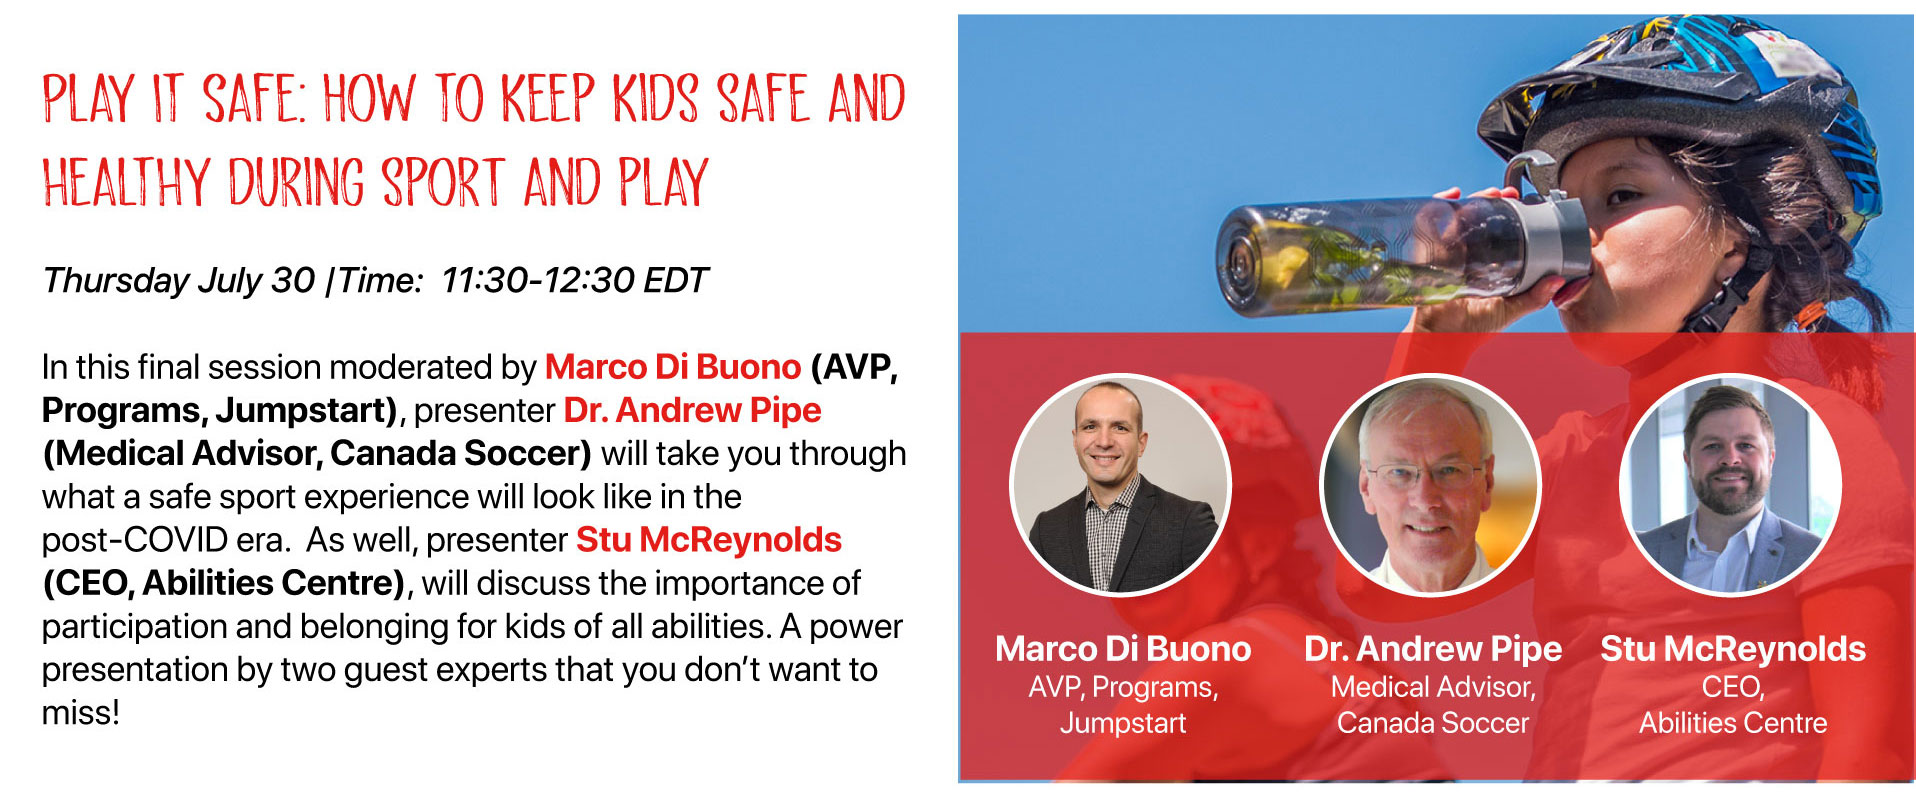 PLAY IT SAFE: HOW TO KEEP KIDS SAFE AND
HEALTHY DURING SPORT AND PLAY
Thursday July 30 |Time:  11:30-12:30 EDT
In this final session moderated by Marco Di Buono (AVP,
Programs, Jumpstart), presenter Dr. Andrew Pipe
(Medical Advisor, Canada Soccer) will take you through
what a safe sport experience will look like in the
post-COVID era.  As well, presenter Stu McReynolds
(CEO, Abilities Centre), will discuss the importance of
participation and belonging for kids of all abilities. A power
presentation by two guest experts that you don’t want to
miss!
Marco Di Buono
AVP, Programs,
Jumpstart
Dr. Andrew Pipe
Medical Advisor,
Canada Soccer
Stu McReynolds
CEO,
Abilities Centre